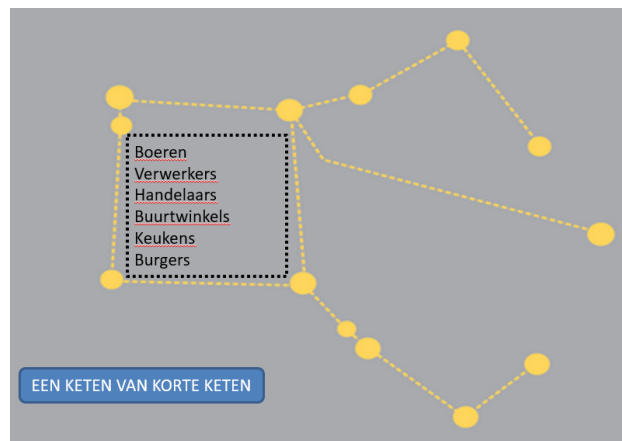 Boeren
Verwerkers
Handelaars
Buurtwinkels
Keukens
Burgers
EEN KETEN VAN KORTE KETEN